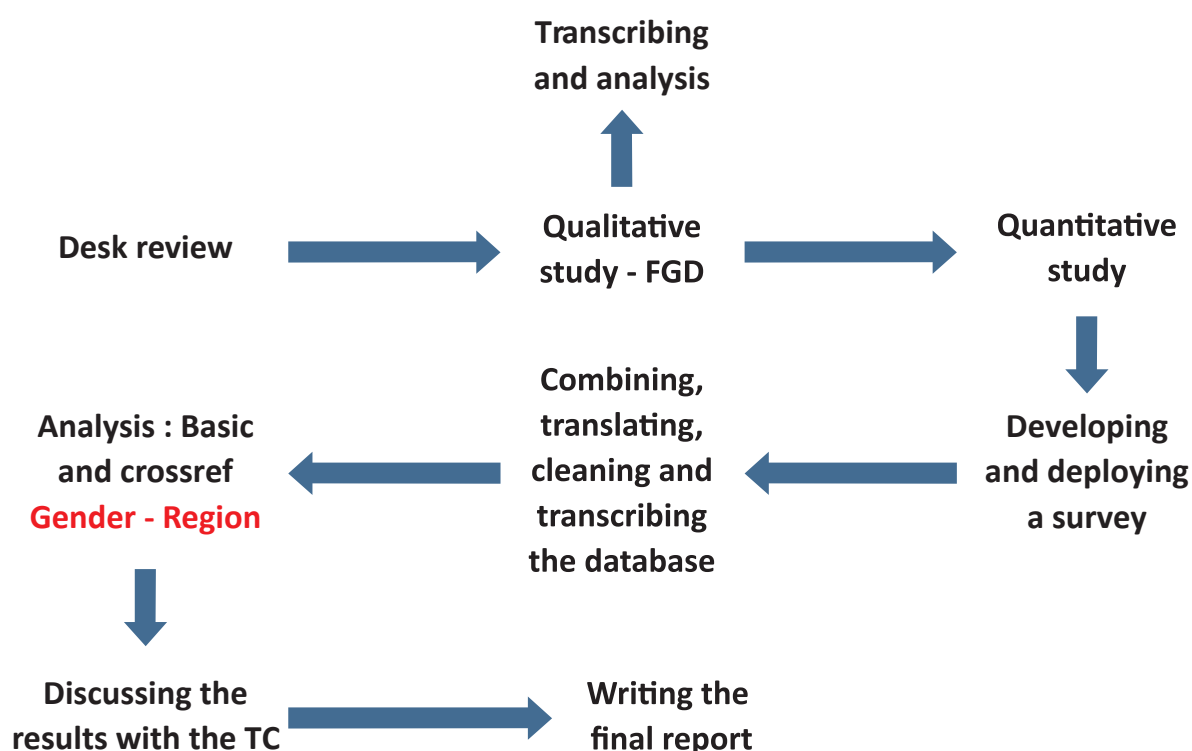 Transcribing
and analysis
Desk review
Qualitative
study - FGD
Quantitative
study
Developing
and deploying
a survey
Combining,
translating,
cleaning and
transcribing
the database
Analysis : Basic
and crossref
Gender - Region
Discussing the
results with the TC
Writing the
final report